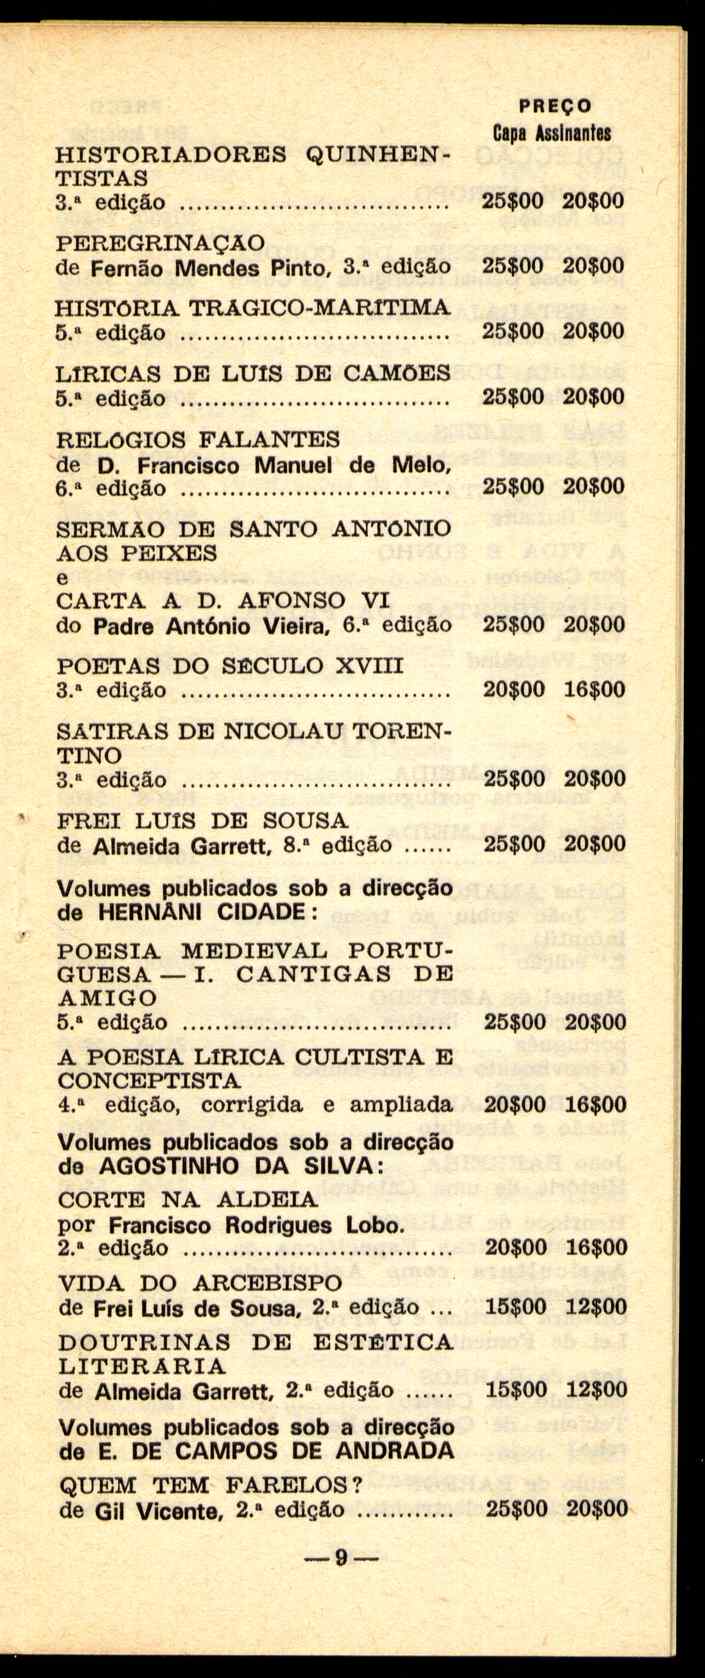 PREÇO
Capa Assinantes
HISTORIADORES QUINHEN-
TISTAS
3.ª edição ................................ 25$00 20$00
PEREGRINAÇÃO
de Fernão Mendes Pinto, 3.ª edição 25$00 20$00
HISTÓRIA TRÁGICO-MARÍTIMA
5.ª edição ................................ 25$00 20$00
LÍRICAS DE LUÍS DE CAMÕES
5.ª edição ................................ 25$00 20$00
RELÓGIOS FALANTES
de D. Francisco Manuel de Melo,
6.ª edição ................................ 25$00 20$00
SERMÃO DE SANTO ANTÓNIO
AOS PEIXES
e
CARTA A D. AFONSO VI
do Padre António Vieira, 6.ª edição 25$00 20$00
POETAS DO SÉCULO XVIII
3.ª edição ................................ 20$00 16$00
SÁTIRAS DE NICOLAU TOREN-
TINO
3.ª edição ................................ 25$00 20$00
FREI LUÍS DE SOUSA
de Almeida Garrett, 8.ª edição ...... 25$00 20$00
Volumes publicados sob a direcção
de HERNÂNI CIDADE:
POESIA MEDIEVAL PORTU-
GUESA — I. CANTIGAS DE
AMIGO
5.ª edição ................................ 25$00 20$00
A POESIA LÍRICA CULTISTA E
CONCEPTISTA
4.ª edição, corrigida e ampliada 20$00 16$00
Volumes publicados sob a direcção
de AGOSTINHO DA SILVA:
CORTE NA ALDEIA
por Francisco Rodrigues Lobo.
2.ª edição ................................ 20$00 16$00
VIDA DO ARCEBISPO
de Frei Luís de Sousa, 2.ª edição ... 15$00 12$00
DOUTRINAS DE ESTÉTICA
LITERÁRIA
de Almeida Garrett, 2.ª edição ...... 15$00 12$00
Volumes publicados sob a direcção
de E. DE CAMPOS DE ANDRADA
QUEM TEM FARELOS?
de Gil Vicente, 2.ª edição ............ 25$00 20$00
— 9 —